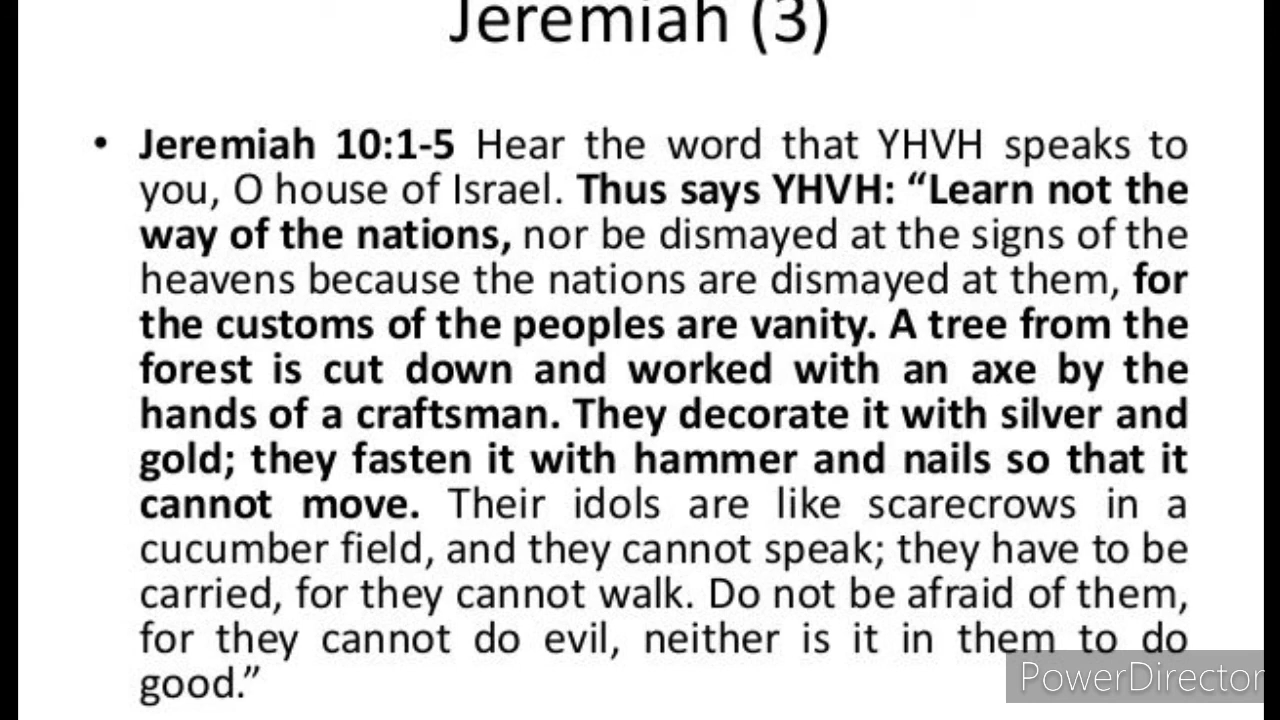 Jeremiah (3)
• Jeremiah 10:1-5 Hear the word that YHVH speaks to
you, O house of Israel. Thus says YHVH: “Learn not the
way of the nations, nor be dismayed at the signs of the
heavens because the nations are dismayed at them, for
the customs of the peoples are vanity. A tree from the
forest is cut down and worked with an axe by the
hands of a craftsman. They decorate it with silver and
gold; they fasten it with hammer and nails so that it
cannot move. Their idols are like scarecrows in a
cucumber field, and they cannot speak; they have to be
carried, for they cannot walk. Do not be afraid of them,
for they cannot do evil, neither is it in them to do
good.”
PowerDirector